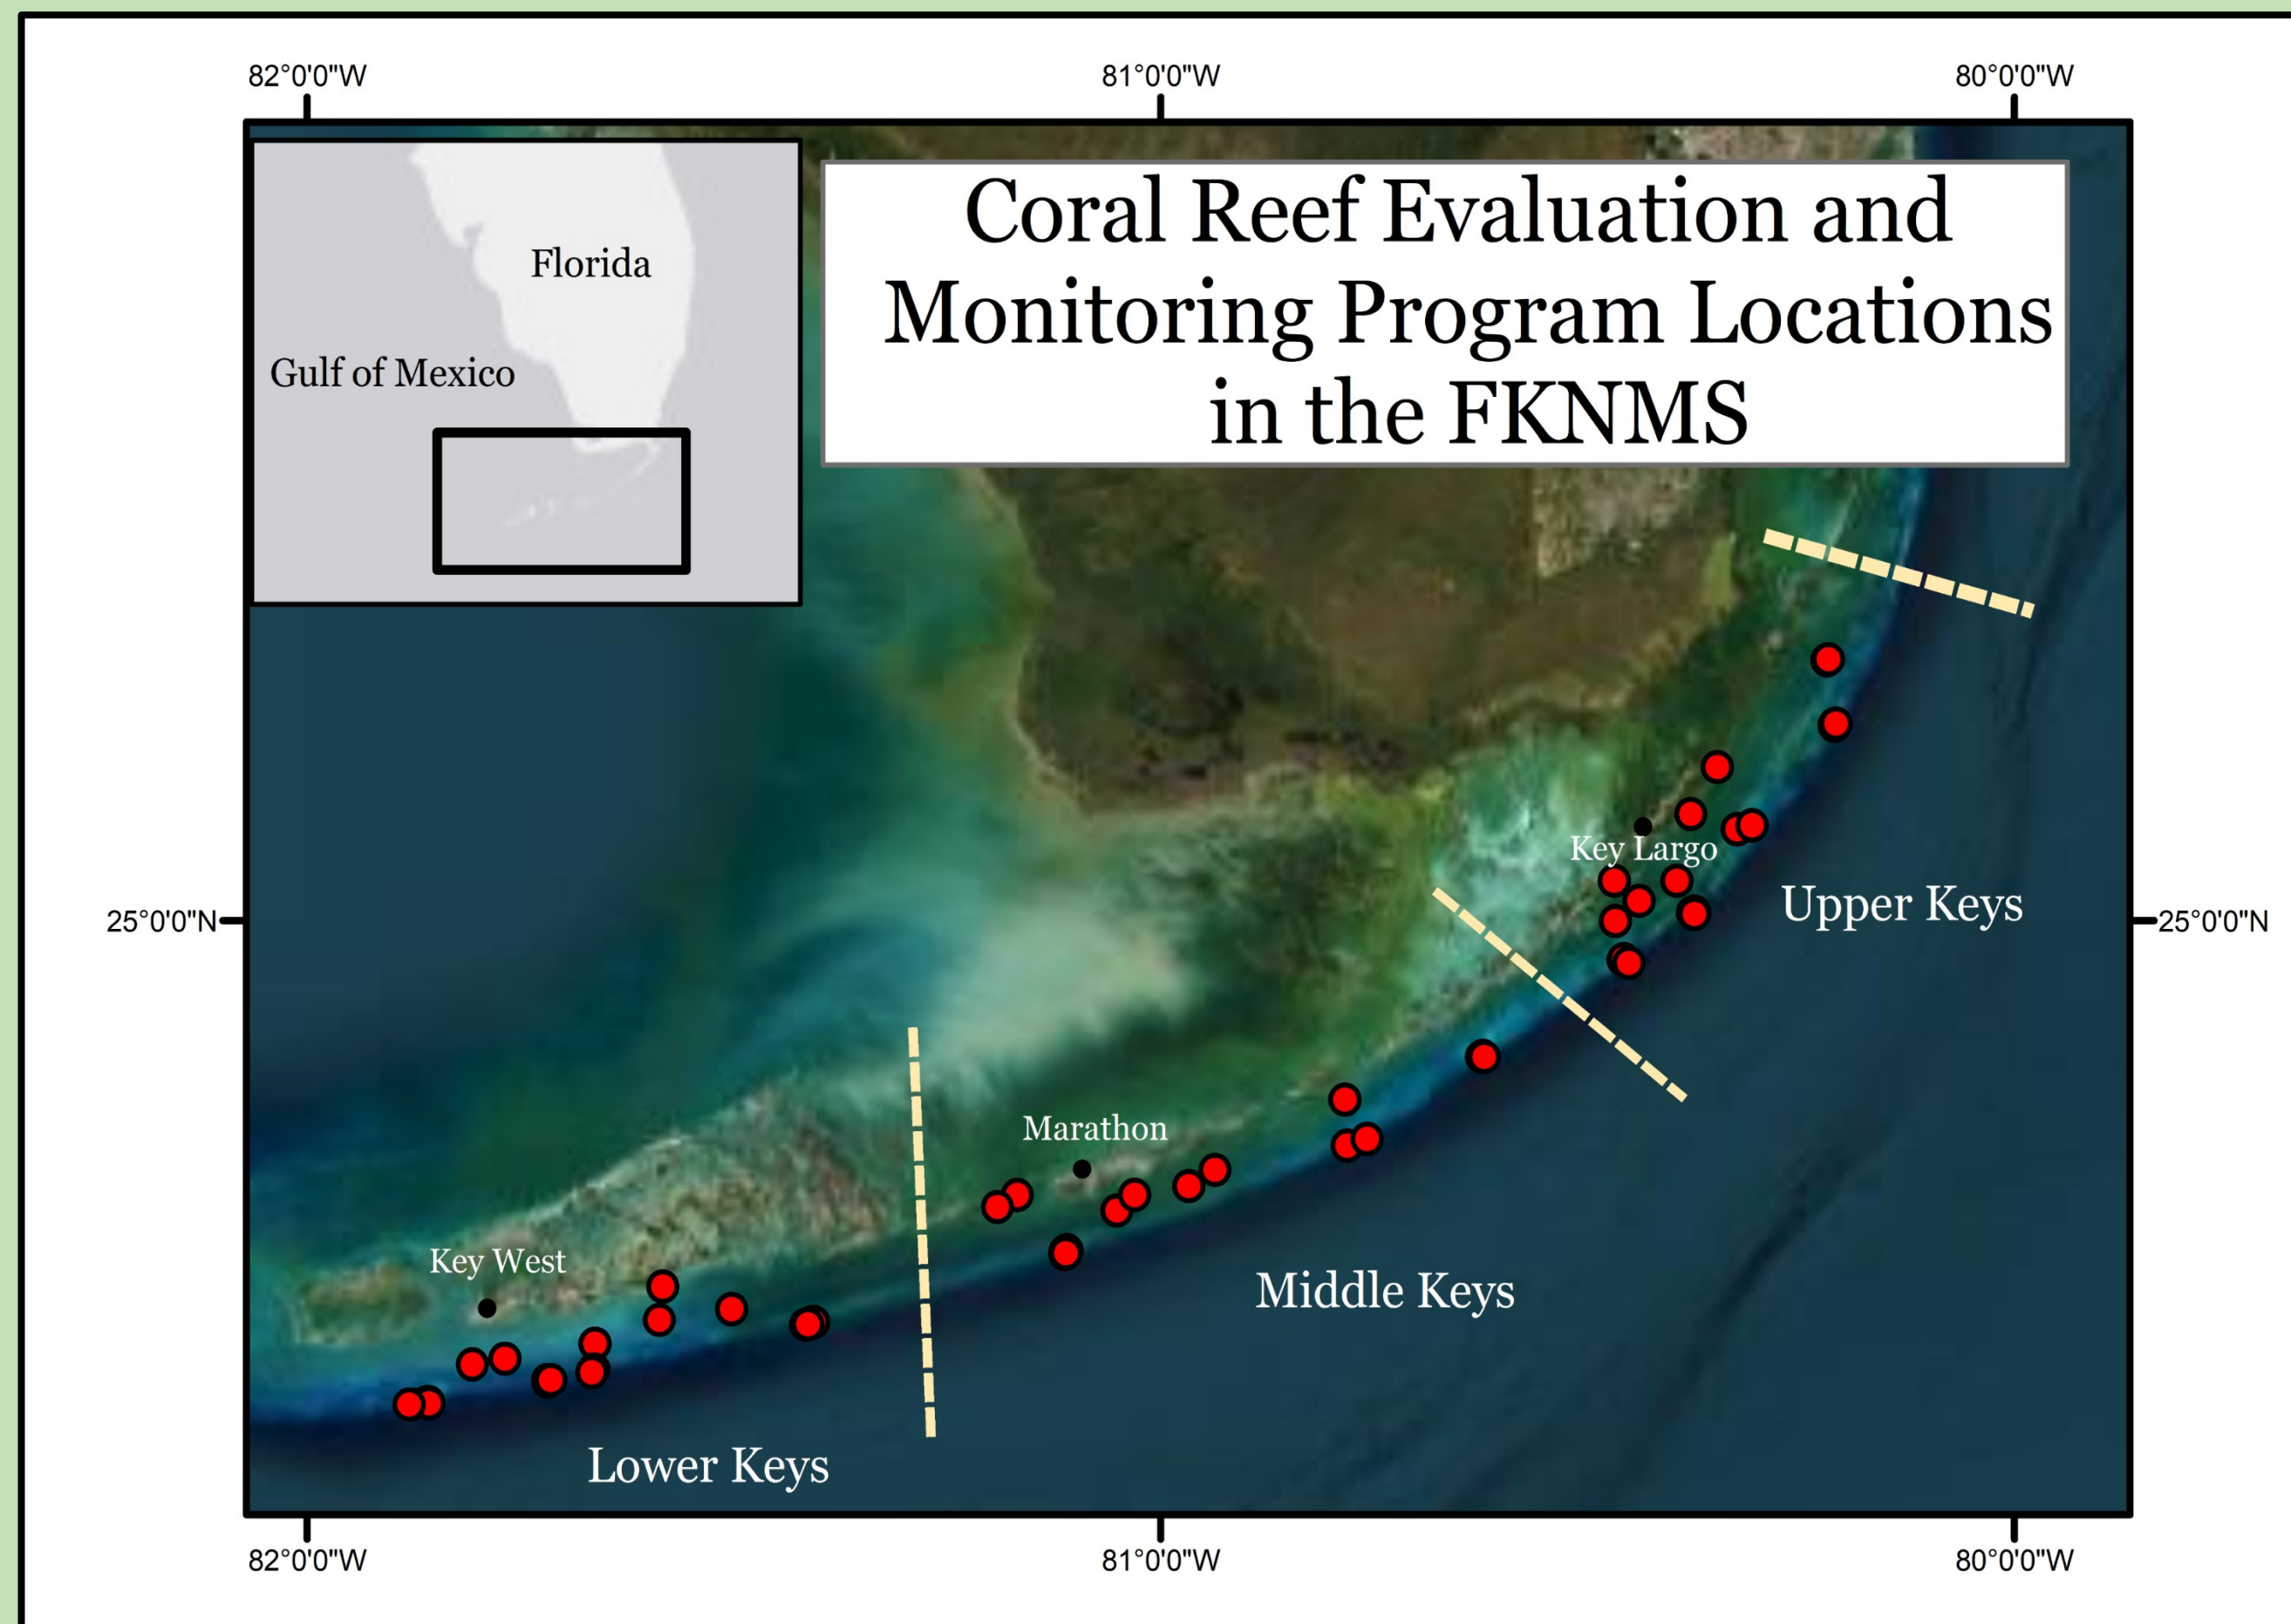 82°0'0"W
81°0'0"W
80°0'0"W
Coral Reef Evaluation and
Monitoring Program Locations
in the FKNMS
Florida
Gulf of Mexico
Key Largo
Upper Keys
25°0'0"N
25°0'0"N
Marathon
Key West
Middle Keys
Lower Keys
82°0'0"W
81°0'0"W
80°0'0"W